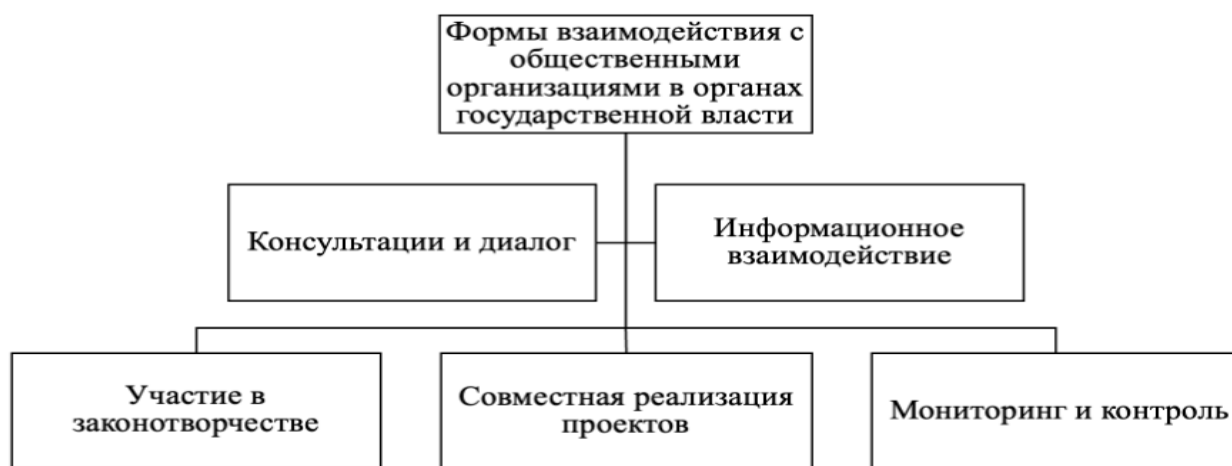 Формы взаимодействия с
общественными
организациями в органах
государственной власти
Консультации и диалог
Информационное
взаимодействие
Участие в
законотворчестве
Совместная реализация
проектов
Мониторинг и контроль